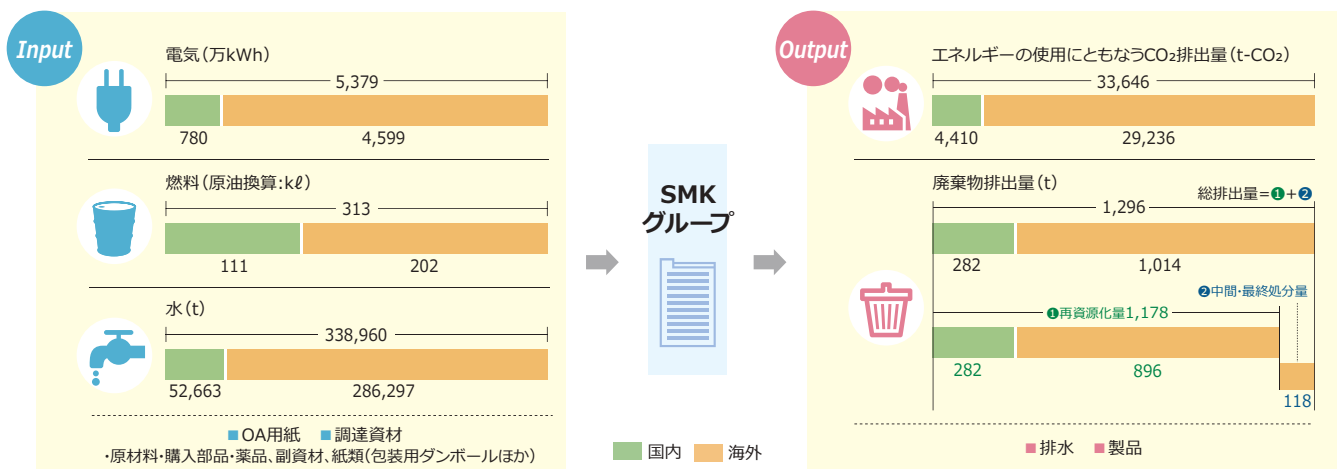 Input
電気(万kWh)
5,379
780
4,599
燃料(原油換算:kℓ)
313
111
202
水(t)
338,960
52,663
286,297
■OA用紙 ■調達資材
・原材料・購入部品・薬品、副資材、紙類(包装用ダンボールほか)
SMK
グループ
国内 海外
Output
エネルギーの使用にともなうCO₂排出量(t-CO₂)
33,646
4,410
29,236
廃棄物排出量(t)
総排出量=❶+❷
1,296
282
1,014
❷中間・最終処分量
❶再資源化量1,178
282
896
118
■排水 ■製品